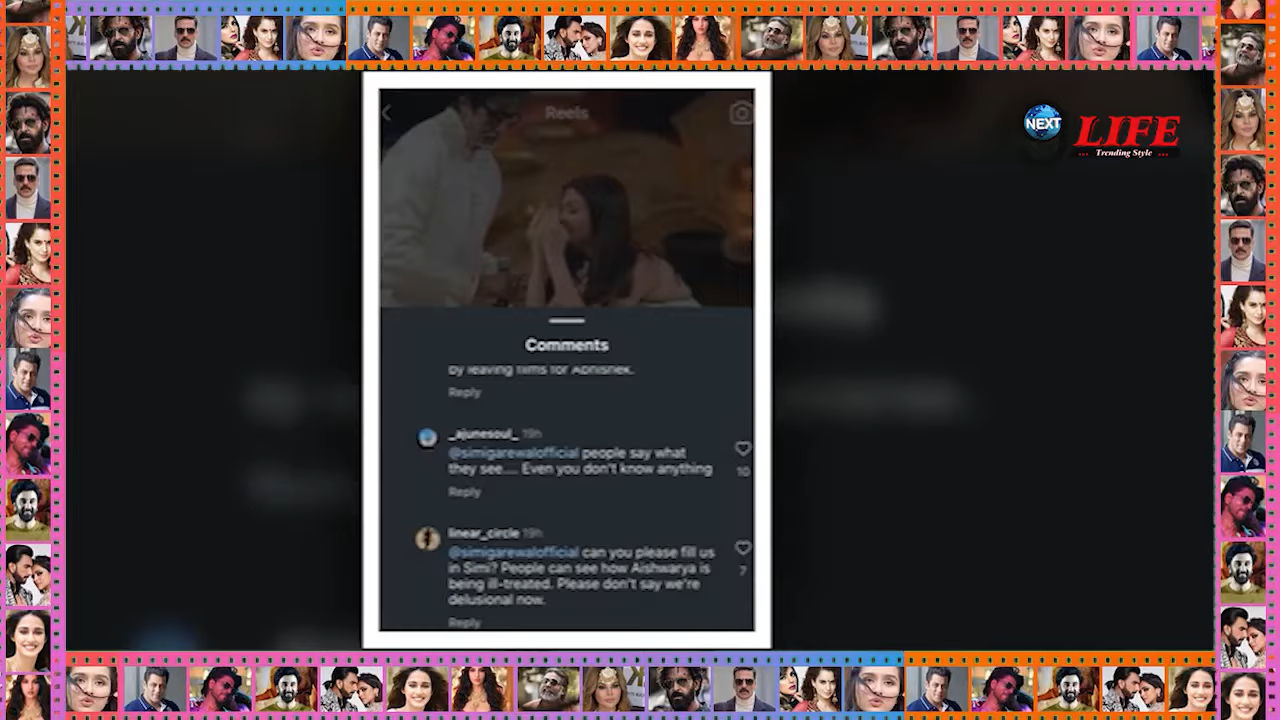 Reels
NEXT
LIFE
... Trending Style ...
Comments
by leaving films for Abhishek.
Reply
_ajunesoul_ 19h
@simigarewalofficial people say what
they see.... Even you don't know anything
10
Reply
linear_circle 19h
@simigarewalofficial can you please fill us
in Simi? People can see how Aishwarya is
being ill-treated. Please don't say we're
delusional now.
7
Reply